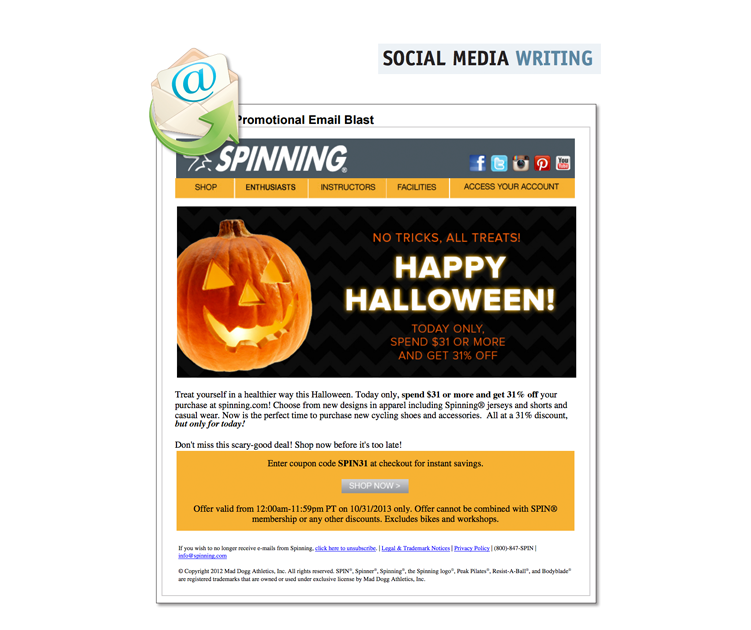 SOCIAL MEDIA WRITING
@
Promotional Email Blast
SPINNING®
f t P You Tube
SHOP ENTHUSIASTS INSTRUCTORS FACILITIES ACCESS YOUR ACCOUNT
NO TRICKS, ALL TREATS!
HAPPY
HALLOWEEN!
TODAY ONLY,
SPEND $31 OR MORE
AND GET 31% OFF
Treat yourself in a healthier way this Halloween. Today only, spend $31 or more and get 31% off your
purchase at spinning.com! Choose from new designs in apparel including Spinning® jerseys and shorts and
casual wear. Now is the perfect time to purchase new cycling shoes and accessories. All at a 31% discount,
but only for today!
Don't miss this scary-good deal! Shop now before it's too late!
Enter coupon code SPIN31 at checkout for instant savings.
SHOP NOW >
Offer valid from 12:00am-11:59pm PT on 10/31/2013 only. Offer cannot be combined with SPIN®
membership or any other discounts. Excludes bikes and workshops.
If you wish to no longer receive e-mails from Spinning, click here to unsubscribe. | Legal & Trademark Notices | Privacy Policy | (800)-847-SPIN |
info@spinning.com
© Copyright 2012 Mad Dogg Athletics, Inc. All rights reserved. SPIN®, Spinner®, Spinning®, the Spinning logo®, Peak Pilates®, Resist-A-Ball®, and Bodyblade®
are registered trademarks that are owned or used under exclusive license by Mad Dogg Athletics, Inc.